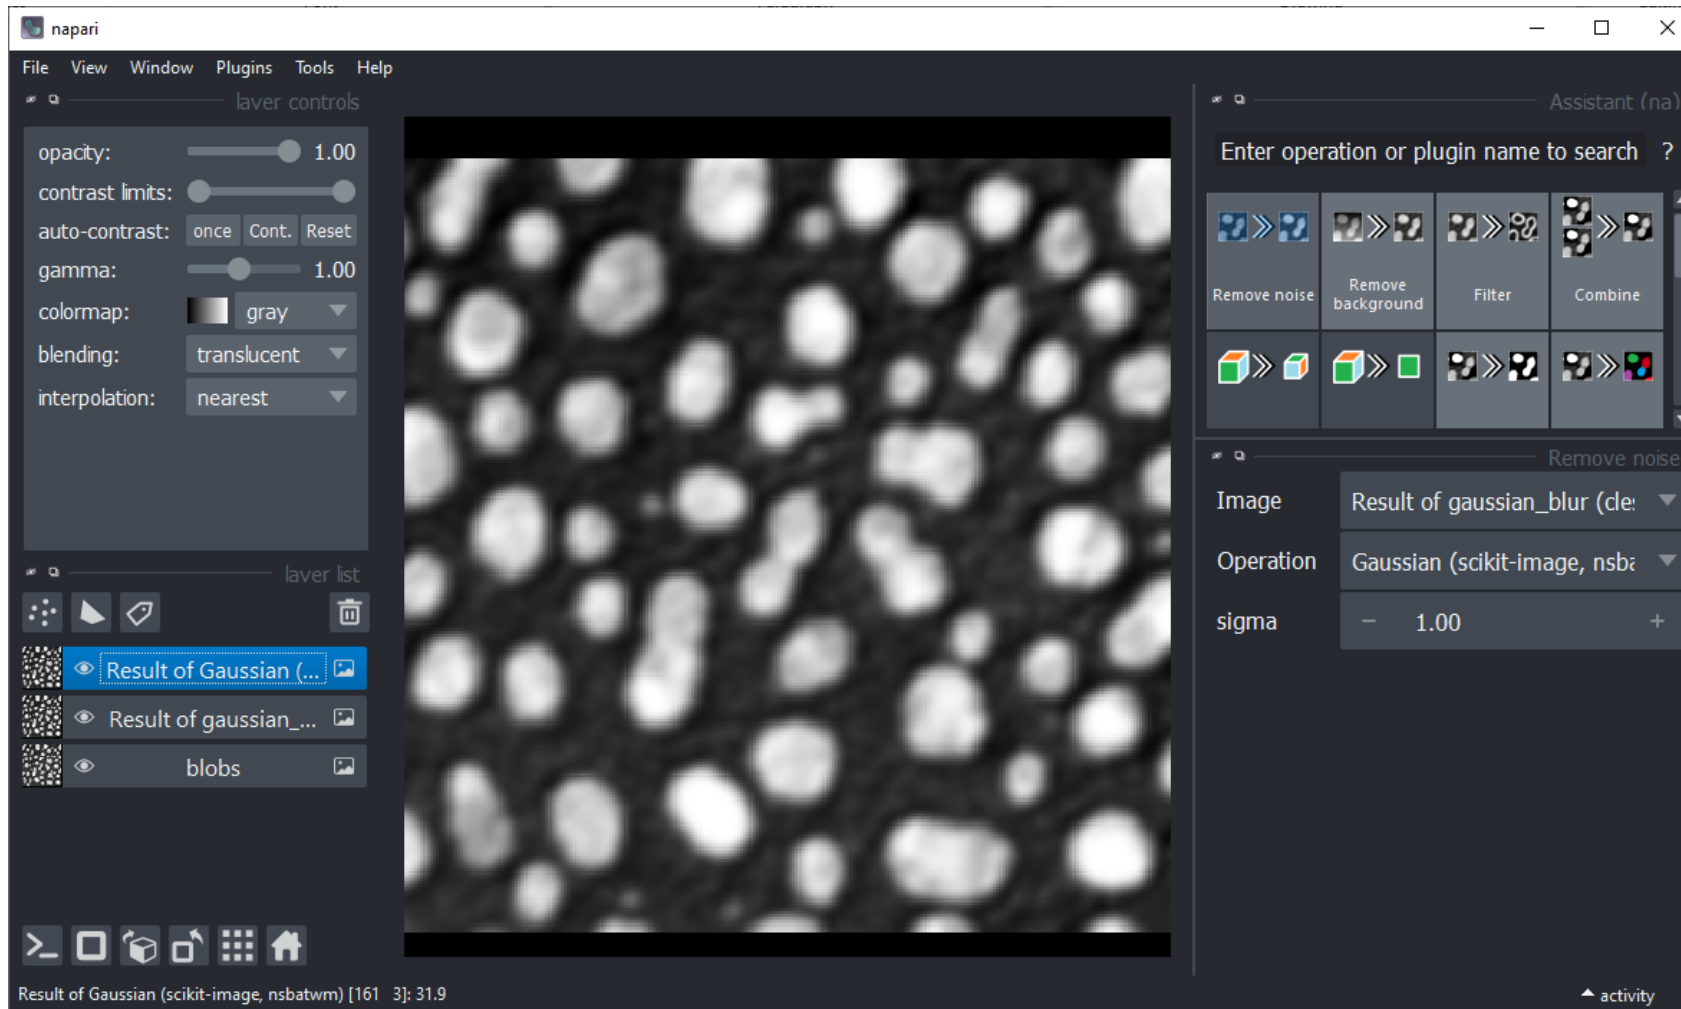 napari
File View Window Plugins Tools Help
layer controls
opacity: 1.00
contrast limits:
auto-contrast: once Cont. Reset
gamma: 1.00
colormap: gray
blending: translucent
interpolation: nearest
layer list
Result of Gaussian (...
Result of gaussian_...
blobs
Assistant (na)
Enter operation or plugin name to search ?
Remove noise
Remove background
Filter
Combine
Remove noise
Image Result of gaussian_blur (cle:
Operation Gaussian (scikit-image, nsba
sigma - 1.00 +
Result of Gaussian (scikit-image, nsbatwm) [161 3]: 31.9
activity